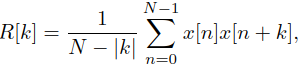 R[k] = \frac{1}{N - |k|} \sum_{n=0}^{N-1} x[n]x[n + k],